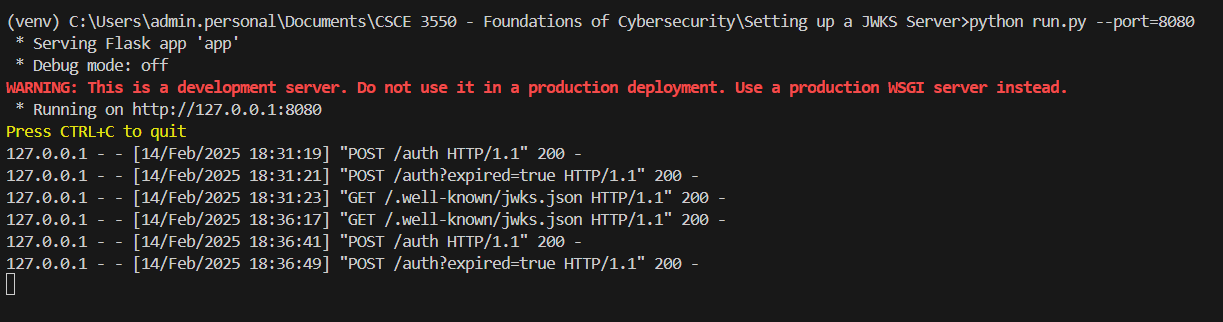 (venv) C:\Users\admin.personal\Documents\CSCE 3550 - Foundations of Cybersecurity\Setting up a JWKS Server>python run.py --port=8080
 * Serving Flask app 'app'
 * Debug mode: off
WARNING: This is a development server. Do not use it in a production deployment. Use a production WSGI server instead.
 * Running on http://127.0.0.1:8080
Press CTRL+C to quit
127.0.0.1 - - [14/Feb/2025 18:31:19] "POST /auth HTTP/1.1" 200 -
127.0.0.1 - - [14/Feb/2025 18:31:21] "POST /auth?expired=true HTTP/1.1" 200 -
127.0.0.1 - - [14/Feb/2025 18:31:23] "GET /.well-known/jwks.json HTTP/1.1" 200 -
127.0.0.1 - - [14/Feb/2025 18:36:17] "GET /.well-known/jwks.json HTTP/1.1" 200 -
127.0.0.1 - - [14/Feb/2025 18:36:41] "POST /auth HTTP/1.1" 200 -
127.0.0.1 - - [14/Feb/2025 18:36:49] "POST /auth?expired=true HTTP/1.1" 200 -